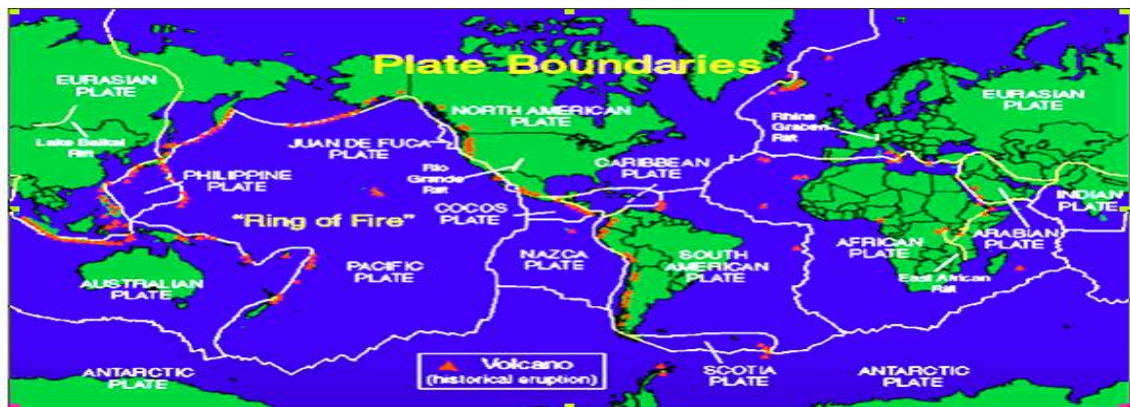 Plate Boundaries
EURASIAN
PLATE
Lake Baikal
Rift
PHILIPPINE
PLATE
"Ring of Fire"
AUSTRALIAN
PLATE
ANTARCTIC
PLATE
JUAN DE FUCA
PLATE
NORTH AMERICAN
PLATE
Rio
Grande
Rift
COCOS
PLATE
CARIBBEAN
PLATE
PACIFIC
PLATE
NAZCA
PLATE
SOUTH
AMERICAN
PLATE
SCOTIA
PLATE
Volcano
(historical eruption)
Rhine
Graben
Rift
EURASIAN
PLATE
AFRICAN
PLATE
ARABIAN
PLATE
INDIAN
PLATE
East African
Rift
ANTARCTIC
PLATE